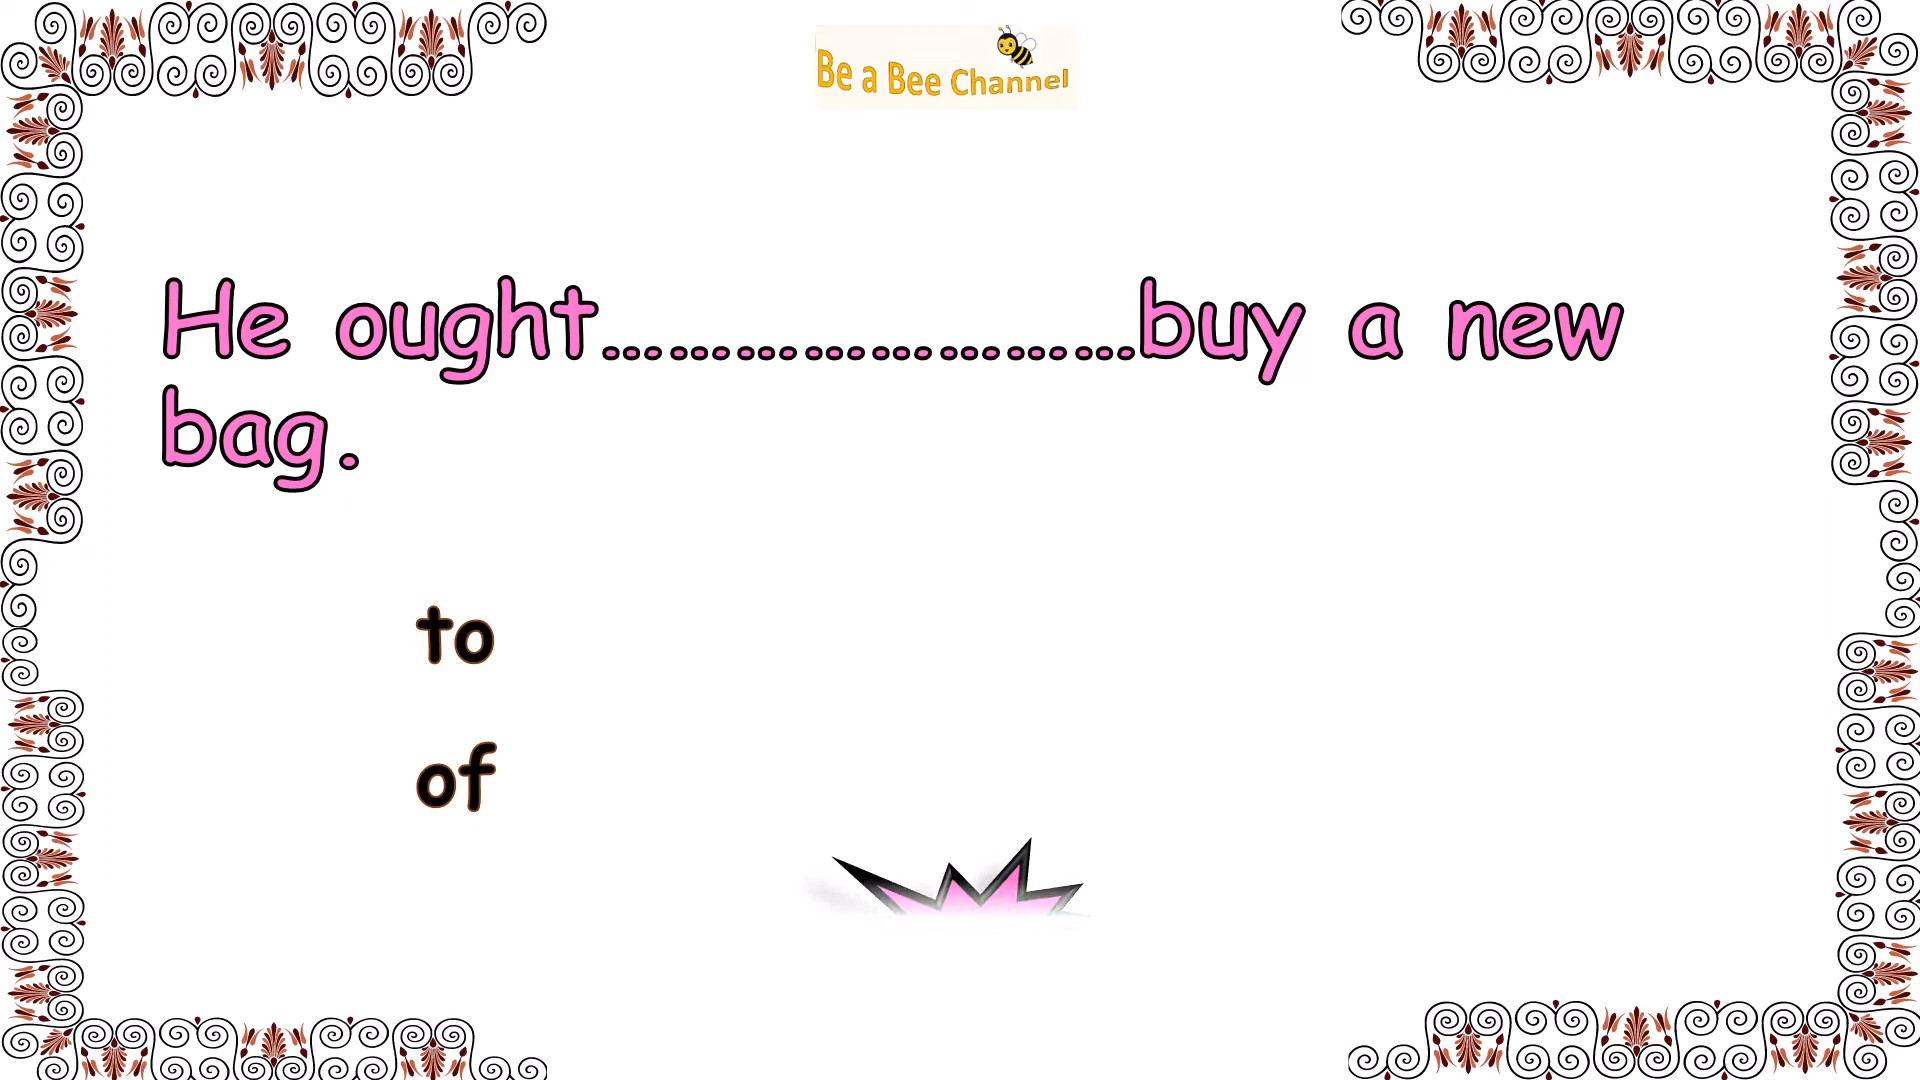 Be a Bee Channel
He ought……………………buy a new
bag.
to
of